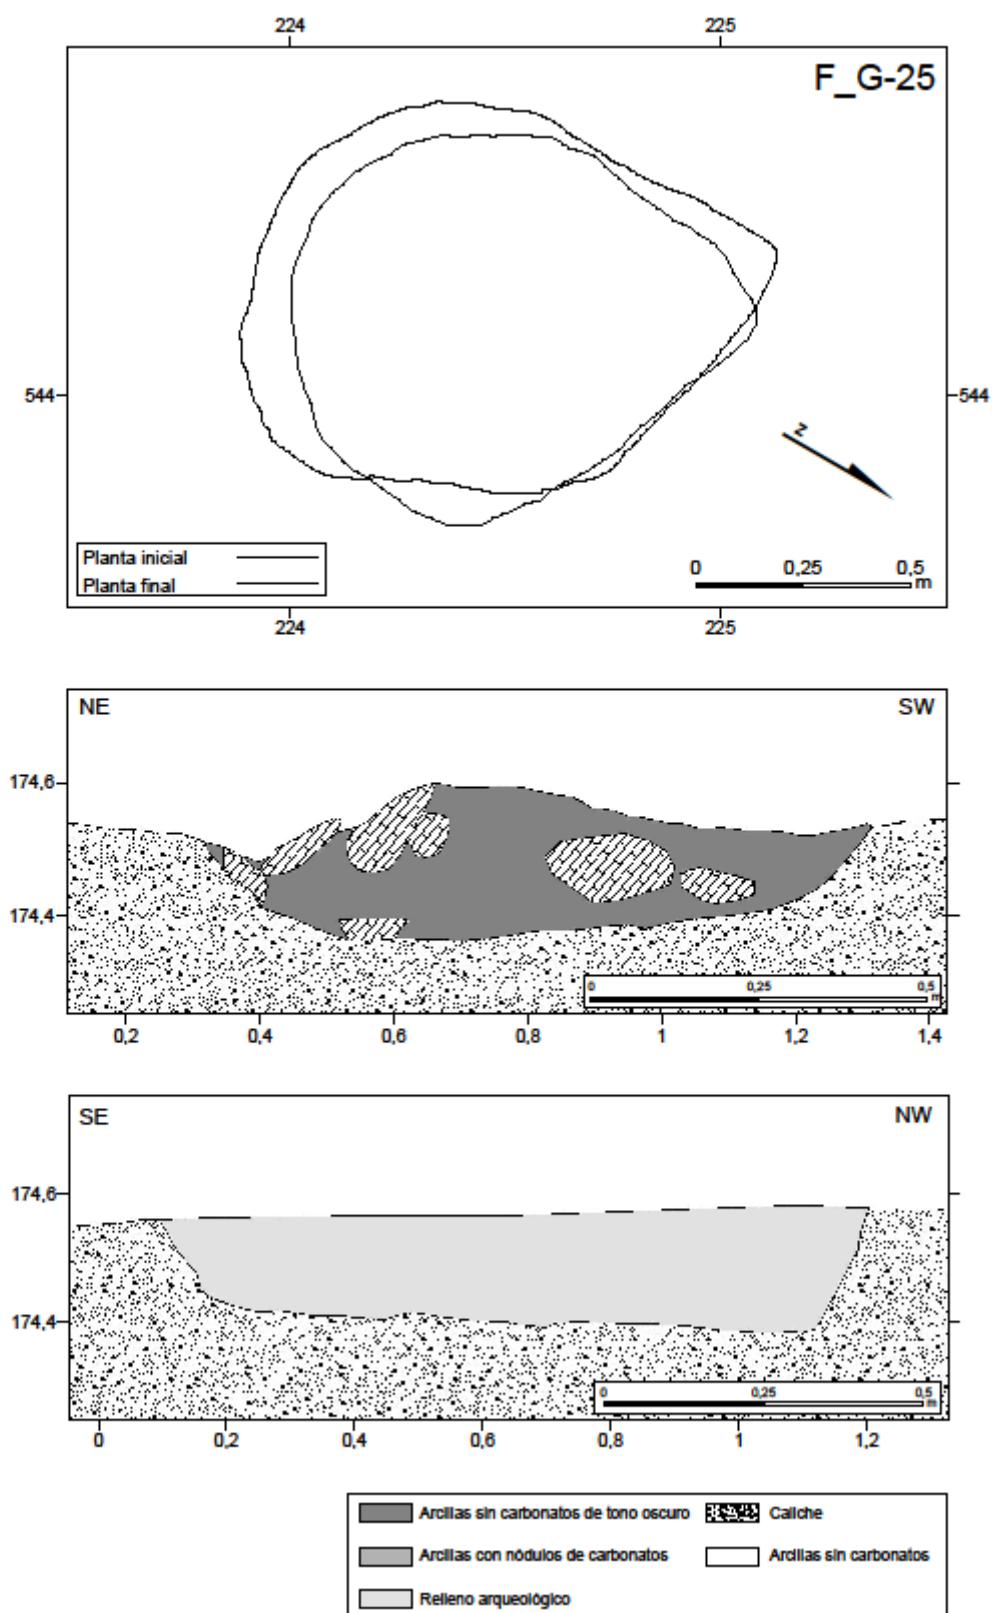 224 225
F_G-25
544 544
z
Planta inicial
Planta final
0 0,25 0,5
m
224 225
NE SW
174,6
174,4
0 0,25 0,5
m
0,2 0,4 0,6 0,8 1 1,2 1,4
SE NW
174,6
174,4
0 0,25 0,5
m
0 0,2 0,4 0,6 0,8 1 1,2
Arcillas sin carbonatos de tono oscuro Caliche
Arcillas con nódulos de carbonatos Arcillas sin carbonatos
Relleno arqueológico